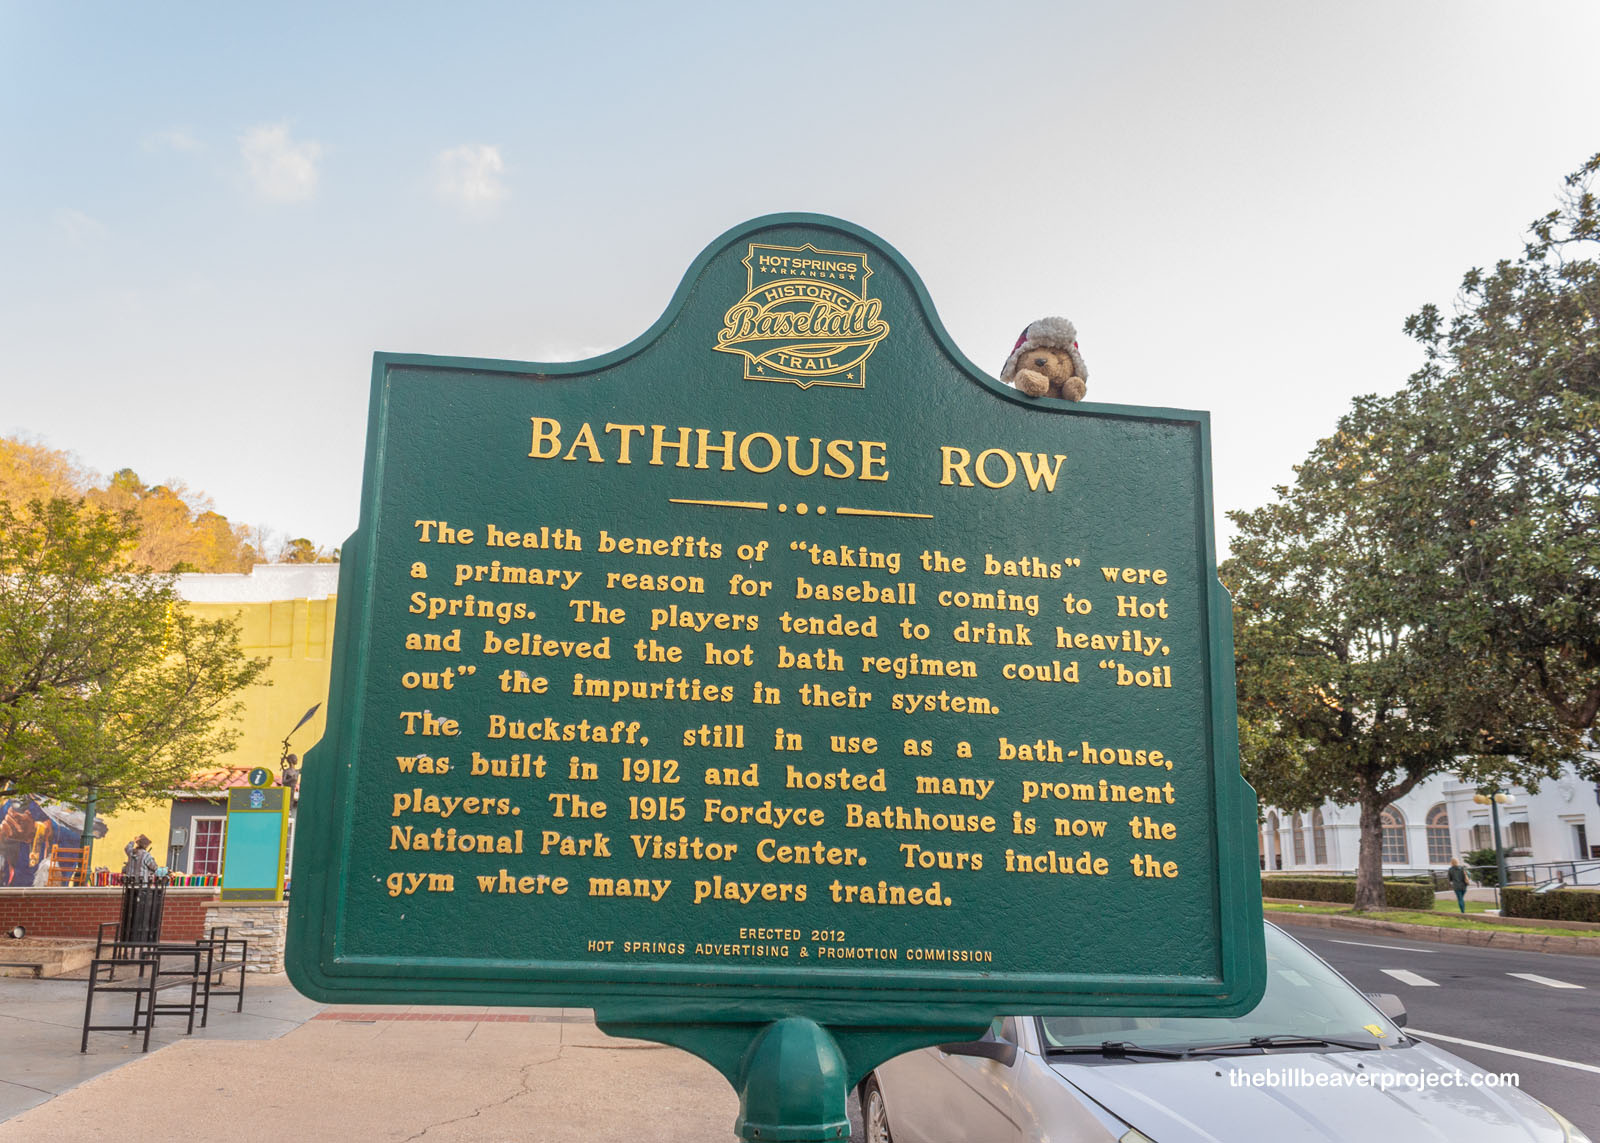 HOT SPRINGS
ARKANSAS
HISTORIC
Baseball
TRAIL
BATHHOUSE ROW
The health benefits of “taking the baths” were
a primary reason for baseball coming to Hot
Springs. The players tended to drink heavily,
and believed the hot bath regimen could “boil
out” the impurities in their system.
The Buckstaff, still in use as a bath-house,
was built in 1912 and hosted many prominent
players. The 1915 Fordyce Bathhouse is now the
National Park Visitor Center. Tours include the
gym where many players trained.
ERECTED 2012
HOT SPRINGS ADVERTISING & PROMOTION COMMISSION
i
thebillbeaverproject.com